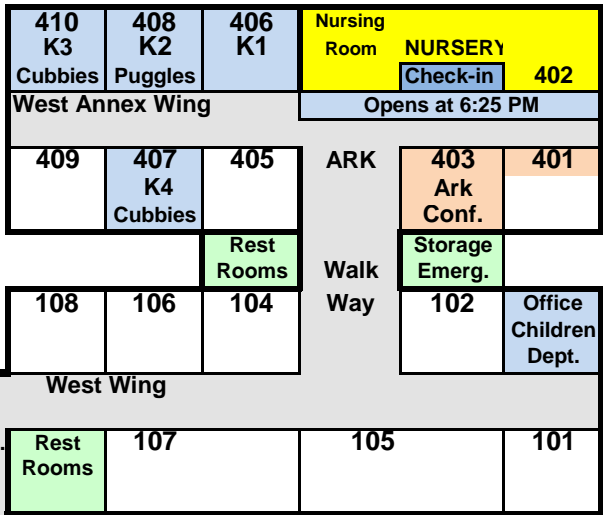 410 408 406 Nursing
K3 K2 K1 Room NURSERY
Cubbies Puggles Check-in 402
West Annex Wing Opens at 6:25 PM
409 407 405 ARK 403 401
K4 Ark
Cubbies Conf.
Rest Storage
Rooms Walk Emerg.
108 106 104 Way 102 Office
Children
Dept.
West Wing
Rest 107 105 101
Rooms